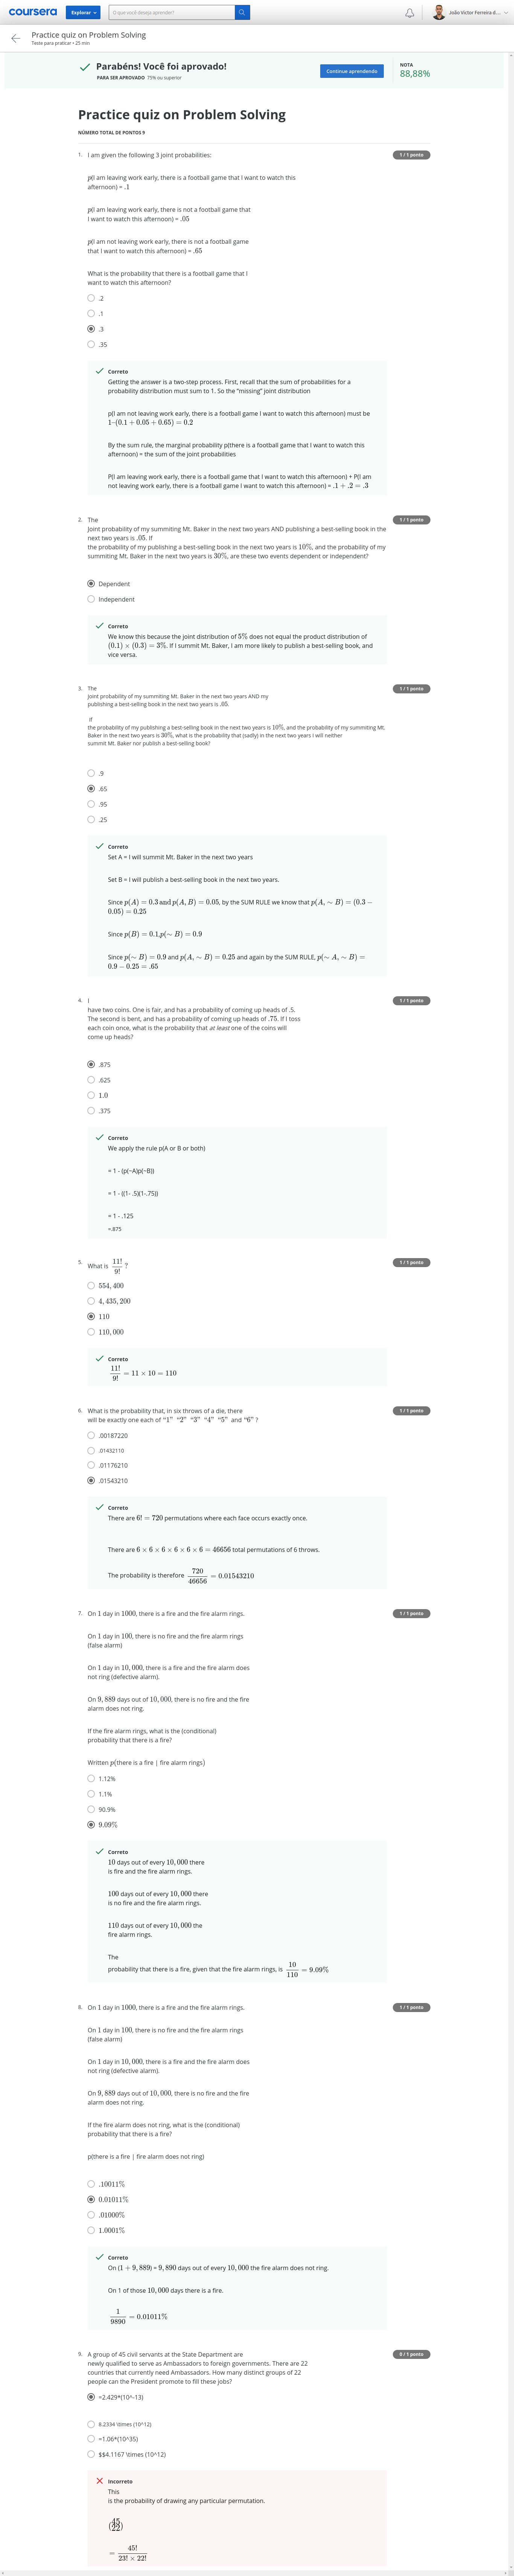 coursera
Explorar
O que você deseja aprender?
João Victor Ferreira d...
Practice quiz on Problem Solving
Teste para praticar • 25 min
Parabéns! Você foi aprovado!
PARA SER APROVADO 75% ou superior
Continue aprendendo
NOTA
88,88%
Practice quiz on Problem Solving
NÚMERO TOTAL DE PONTOS 9
1. I am given the following 3 joint probabilities:
1 / 1 ponto
p(I am leaving work early, there is a football game that I want to watch this
afternoon) = .1
p(I am leaving work early, there is not a football game that
I want to watch this afternoon) = .05
p(I am not leaving work early, there is not a football game
that I want to watch this afternoon) = .65
What is the probability that there is a football game that I
want to watch this afternoon?
.2
.1
.3
.35
Correto
Getting the answer is a two-step process. First, recall that the sum of probabilities for a
probability distribution must sum to 1. So the "missing" joint distribution
p(I am not leaving work early, there is a football game I want to watch this afternoon) must be
1–(0.1 + 0.05 + 0.65) = 0.2
By the sum rule, the marginal probability p(there is a football game that I want to watch this
afternoon) = the sum of the joint probabilities
P(I am leaving work early, there is a football game that I want to watch this afternoon) + P(I am
not leaving work early, there is a football game I want to watch this afternoon) = .1 + .2 = .3
2. The
1 / 1 ponto
Joint probability of my summiting Mt. Baker in the next two years AND publishing a best-selling book in the
next two years is .05. If
the probability of my publishing a best-selling book in the next two years is 10%, and the probability of my
summiting Mt. Baker in the next two years is 30%, are these two events dependent or independent?
Dependent
Independent
Correto
We know this because the joint distribution of 5% does not equal the product distribution of
(0.1) × (0.3) = 3%. If I summit Mt. Baker, I am more likely to publish a best-selling book, and
vice versa.
3. The
1 / 1 ponto
Joint probability of my summiting Mt. Baker in the next two years AND my
publishing a best-selling book in the next two years is .05.
If
the probability of my publishing a best-selling book in the next two years is 10%, and the probability of my summiting Mt.
Baker in the next two years is 30%, what is the probability that (sadly) in the next two years I will neither
summit Mt. Baker nor publish a best-selling book?
.9
.65
.95
.25
Correto
Set A = I will summit Mt. Baker in the next two years
Set B = I will publish a best-selling book in the next two years.
Since p(A) = 0.3 and p(A, B) = 0.05, by the SUM RULE we know that p(A, ∼ B) = (0.3 −
0.05) = 0.25
Since p(B) = 0.1,p(∼ B) = 0.9
Since p(∼ B) = 0.9 and p(A, ∼ B) = 0.25 and again by the SUM RULE, p(∼ A, ∼ B) =
0.9 − 0.25 = .65
4. I
1 / 1 ponto
have two coins. One is fair, and has a probability of coming up heads of .5.
The second is bent, and has a probability of coming up heads of .75. If I toss
each coin once, what is the probability that at least one of the coins will
come up heads?
.875
.625
1.0
.375
Correto
We apply the rule p(A or B or both)
= 1 - (p(~A)p(~B))
= 1 - ((1- .5)(1-.75))
= 1 - .125
=.875
5. What is 11!/9! ?
1 / 1 ponto
554, 400
4, 435, 200
110
110, 000
Correto
11!/9! = 11 × 10 = 110
6. What is the probability that, in six throws of a die, there
1 / 1 ponto
will be exactly one each of "1" "2" "3" "4" "5" and "6" ?
.00187220
.01432110
.01176210
.01543210
Correto
There are 6! = 720 permutations where each face occurs exactly once.
There are 6 × 6 × 6 × 6 × 6 × 6 = 46656 total permutations of 6 throws.
The probability is therefore 720/46656 = 0.01543210
7. On 1 day in 1000, there is a fire and the fire alarm rings.
1 / 1 ponto
On 1 day in 100, there is no fire and the fire alarm rings
(false alarm)
On 1 day in 10, 000, there is a fire and the fire alarm does
not ring (defective alarm).
On 9, 889 days out of 10, 000, there is no fire and the fire
alarm does not ring.
If the fire alarm rings, what is the (conditional)
probability that there is a fire?
Written p(there is a fire | fire alarm rings)
1.12%
1.1%
90.9%
9.09%
Correto
10 days out of every 10, 000 there
is fire and the fire alarm rings.
100 days out of every 10, 000 there
is no fire and the fire alarm rings.
110 days out of every 10, 000 the
fire alarm rings.
The
probability that there is a fire, given that the fire alarm rings, is 10/110 = 9.09%
8. On 1 day in 1000, there is a fire and the fire alarm rings.
1 / 1 ponto
On 1 day in 100, there is no fire and the fire alarm rings
(false alarm)
On 1 day in 10, 000, there is a fire and the fire alarm does
not ring (defective alarm).
On 9, 889 days out of 10, 000, there is no fire and the fire
alarm does not ring.
If the fire alarm does not ring, what is the (conditional)
probability that there is a fire?
p(there is a fire | fire alarm does not ring)
.10011%
0.01011%
.01000%
1.0001%
Correto
On (1 + 9, 889) = 9, 890 days out of every 10, 000 the fire alarm does not ring.
On 1 of those 10, 000 days there is a fire.
1/9890 = 0.01011%
9. A group of 45 civil servants at the State Department are
0 / 1 ponto
newly qualified to serve as Ambassadors to foreign governments. There are 22
countries that currently need Ambassadors. How many distinct groups of 22
people can the President promote to fill these jobs?
=2.429*(10^-13)
8.2334 \times (10^12)
=1.06*(10^35)
$$4.1167 \times (10^12)
Incorreto
This
is the probability of drawing any particular permutation.
(45/22)
= 45!/(23! × 22!)